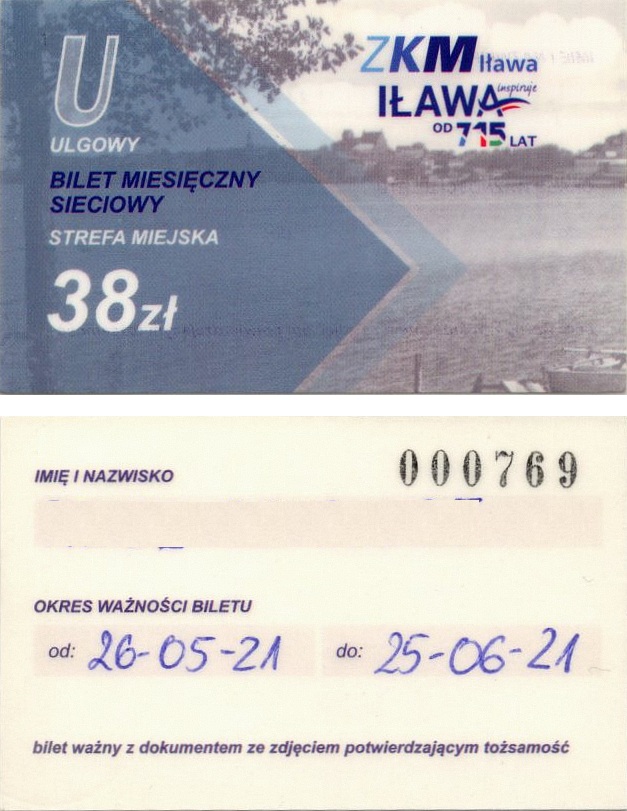 U
ULGOWY
BILET MIESIĘCZNY
SIECIOWY
STREFA MIEJSKA
38zł
ZKM Iława
IŁAWA inspiruje
OD 715 LAT
IMIĘ I NAZWISKO
000769
OKRES WAŻNOŚCI BILETU
od: 26-05-21 do: 25-06-21
bilet ważny z dokumentem ze zdjęciem potwierdzającym tożsamość